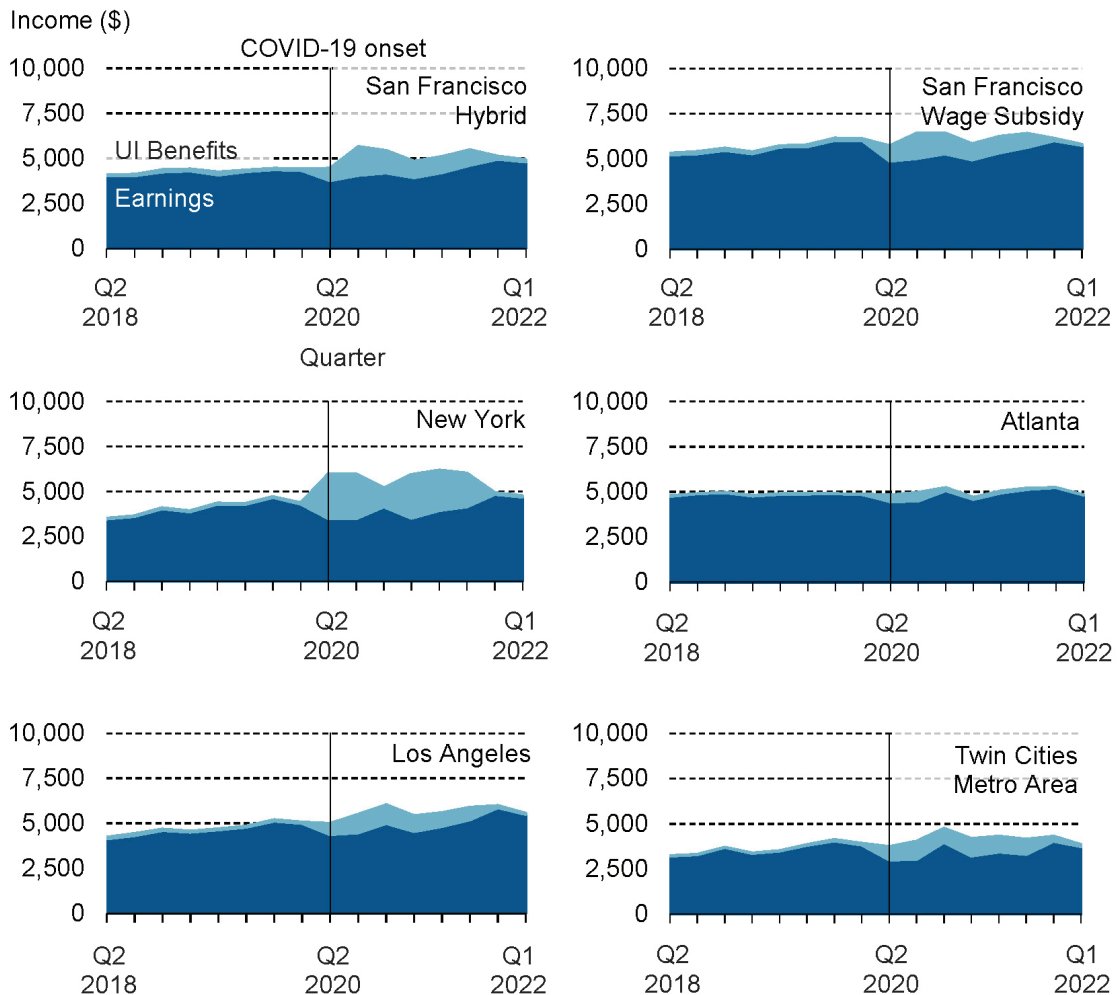 Income ($)
COVID-19 onset
10,000
7,500
5,000
2,500
0
San Francisco
Hybrid
UI Benefits
Earnings
Q2
2018
Q2
2020
Q1
2022
Quarter
10,000
7,500
5,000
2,500
0
San Francisco
Wage Subsidy
Q2
2018
Q2
2020
Q1
2022
10,000
7,500
5,000
2,500
0
New York
Q2
2018
Q2
2020
Q1
2022
10,000
7,500
5,000
2,500
0
Atlanta
Q2
2018
Q2
2020
Q1
2022
10,000
7,500
5,000
2,500
0
Los Angeles
Q2
2018
Q2
2020
Q1
2022
10,000
7,500
5,000
2,500
0
Twin Cities
Metro Area
Q2
2018
Q2
2020
Q1
2022